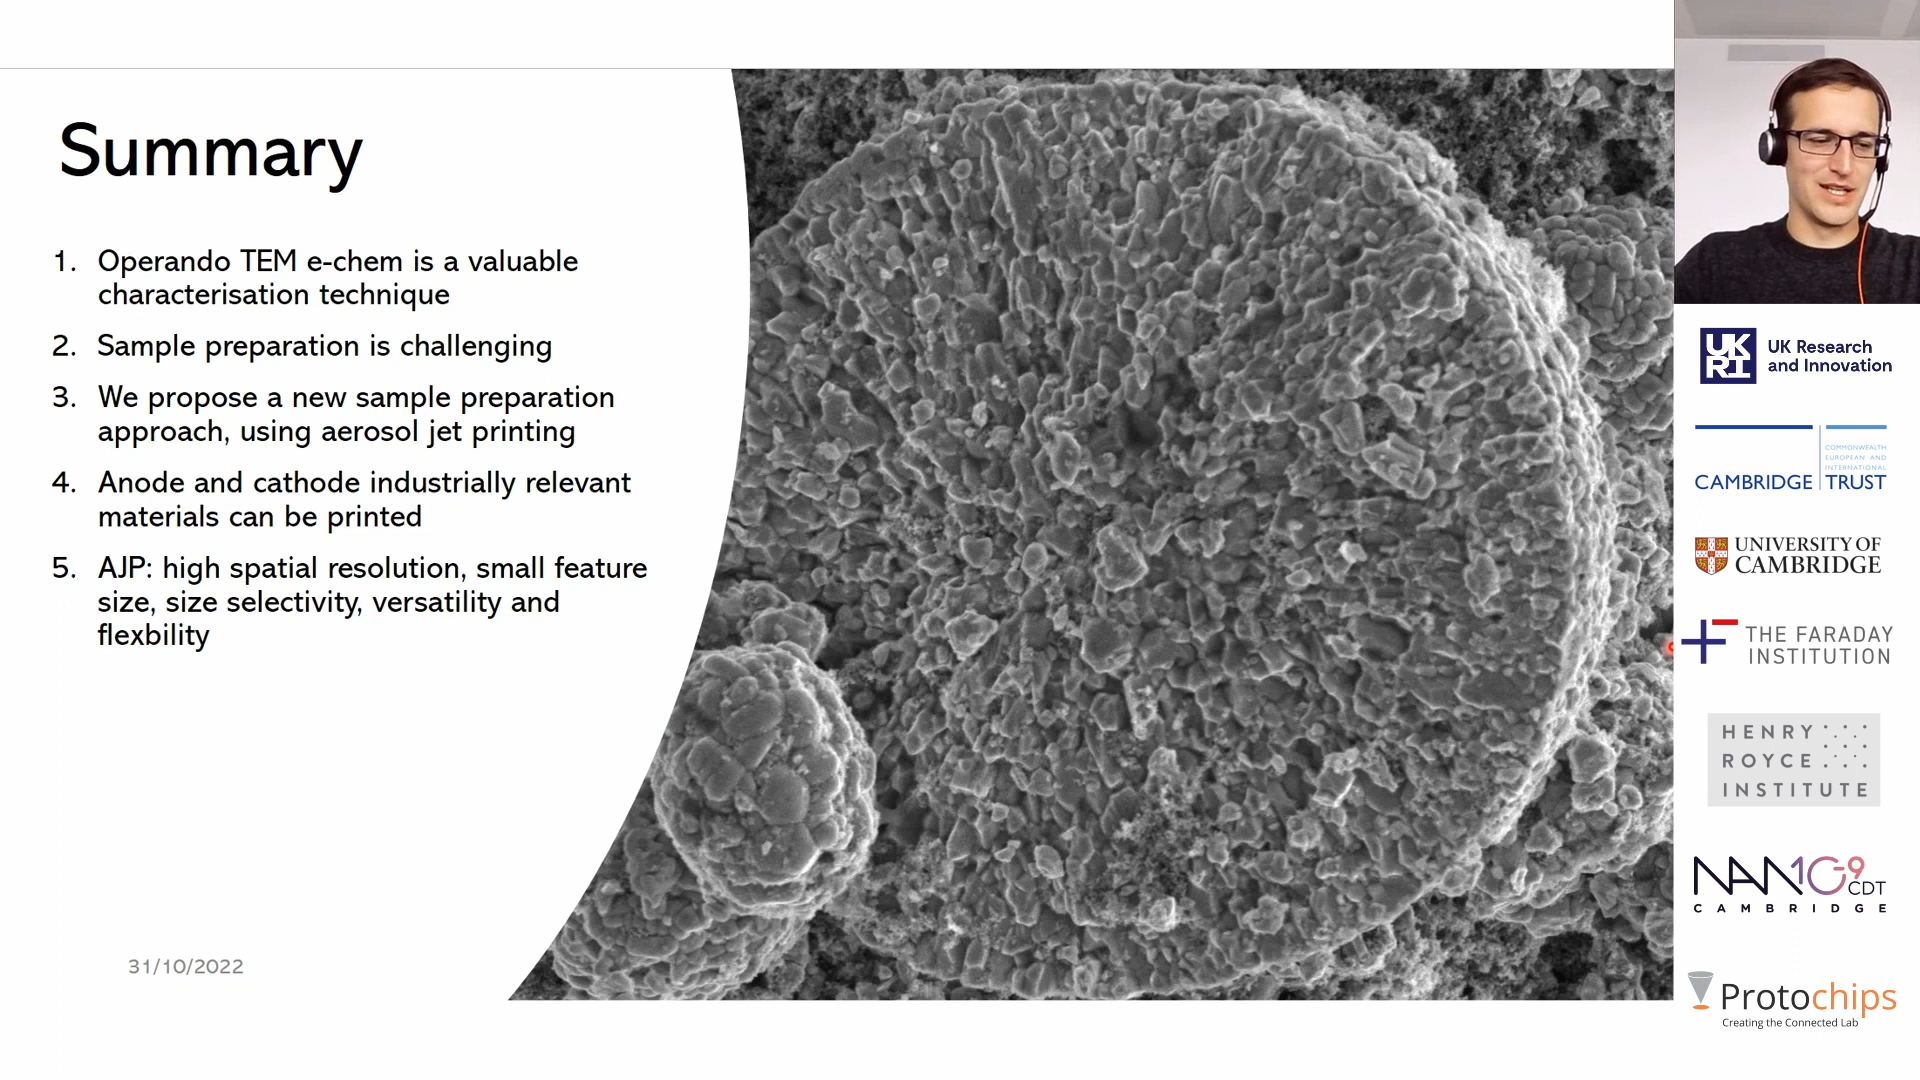 Summary
1. Operando TEM e-chem is a valuable
characterisation technique
2. Sample preparation is challenging
3. We propose a new sample preparation
approach, using aerosol jet printing
4. Anode and cathode industrially relevant
materials can be printed
5. AJP: high spatial resolution, small feature
size, size selectivity, versatility and
flexbility
31/10/2022
UK
RI
UK Research
and Innovation
COMMONWEALTH
EUROPEAN AND
INTERNATIONAL
CAMBRIDGE TRUST
UNIVERSITY OF
CAMBRIDGE
THE FARADAY
INSTITUTION
HENRY
ROYCE
INSTITUTE
NAN10-9
CDT
CAMBRIDGE
Protochips
Creating the Connected Lab